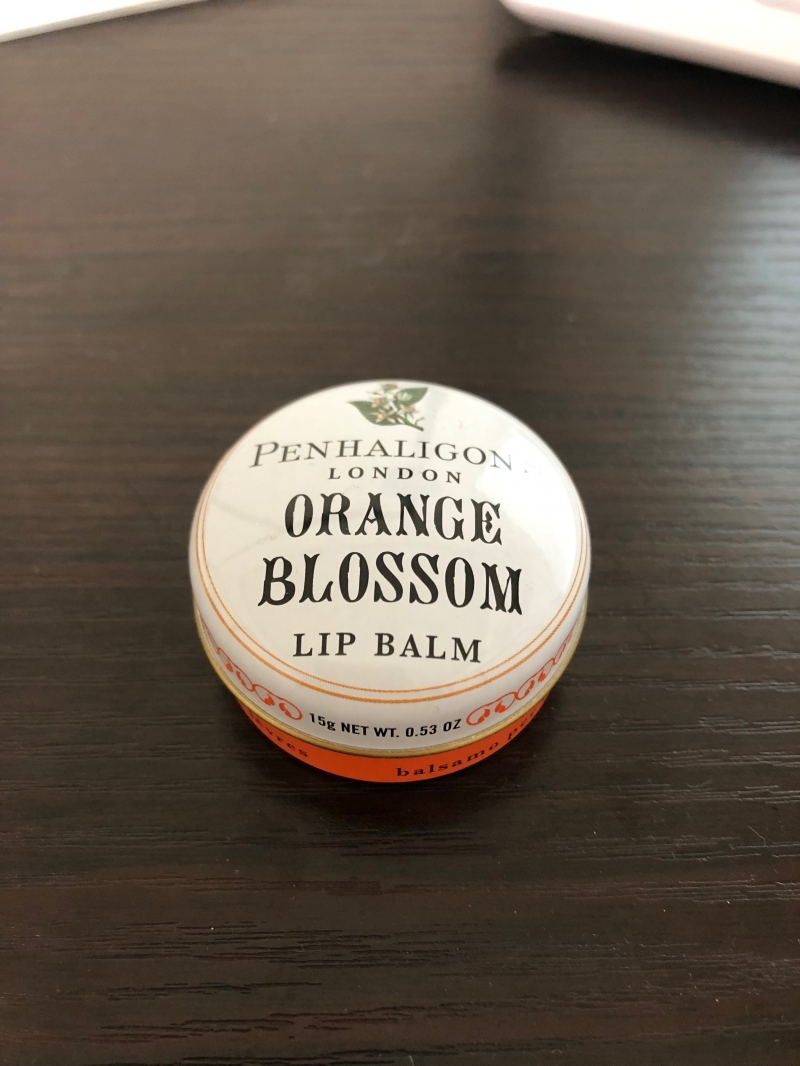 PENHALIGON'S
LONDON
ORANGE
BLOSSOM
LIP BALM
15g NET WT. 0.53 OZ
balsamo